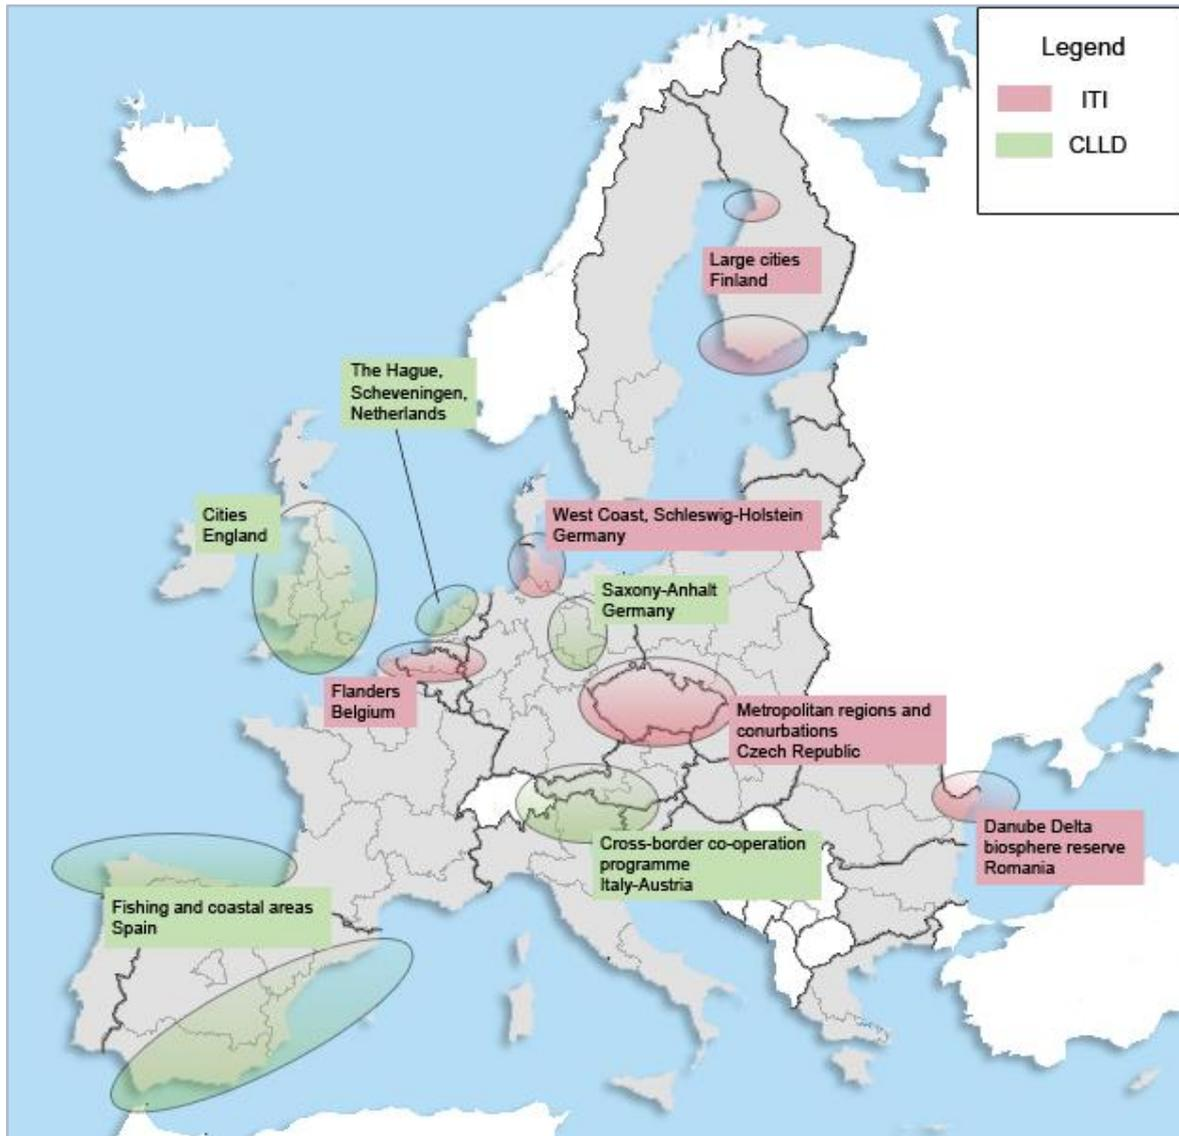 Legend
ITI
CLLD
Large cities
Finland
The Hague,
Scheveningen,
Netherlands
Cities
England
West Coast, Schleswig-Holstein
Germany
Saxony-Anhalt
Germany
Flanders
Belgium
Metropolitan regions and
conurbations
Czech Republic
Danube Delta
biosphere reserve
Romania
Cross-border co-operation
programme
Italy-Austria
Fishing and coastal areas
Spain